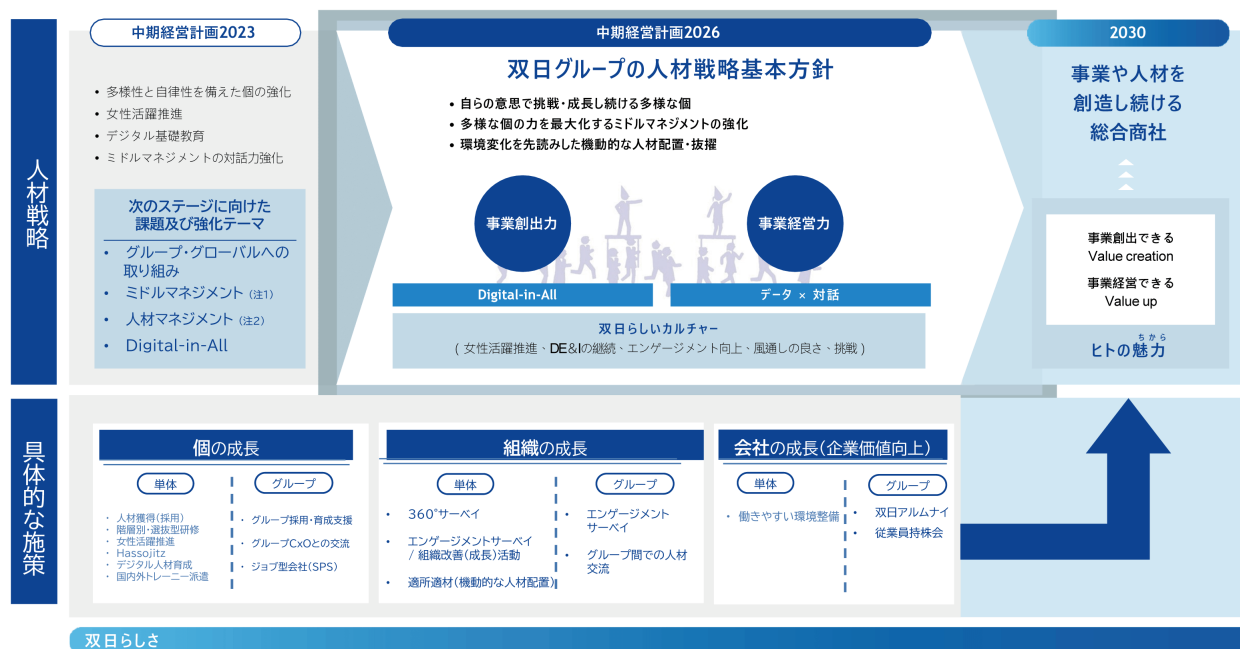 人材戦略
中期経営計画2023
・多様性と自律性を備えた個の強化
・女性活躍推進
・デジタル基礎教育
・ミドルマネジメントの対話力強化
次のステージに向けた
課題及び強化テーマ
・グループ・グローバルへの
取り組み
・ミドルマネジメント（注1）
・人材マネジメント（注2）
・Digital-in-All
中期経営計画2026
双日グループの人材戦略基本方針
・自らの意思で挑戦・成長し続ける多様な個
・多様な個の力を最大化するミドルマネジメントの強化
・環境変化を先読みした機動的な人材配置・抜擢
事業創出力
事業経営力
Digital-in-All
データ × 対話
双日らしいカルチャー
( 女性活躍推進、DE&Iの継続、エンゲージメント向上、風通しの良さ、挑戦 )
2030
事業や人材を
創造し続ける
総合商社
事業創出できる
Value creation
事業経営できる
Value up
ちから
ヒトの魅力
具体的な施策
個の成長
単体
・人材獲得(採用)
・階層別・選抜型研修
・女性活躍推進
・Hassojitz
・デジタル人材育成
・国内外トレーニー派遣
グループ
・グループ採用・育成支援
・グループCxOとの交流
・ジョブ型会社(SPS)
組織の成長
単体
・360°サーベイ
・エンゲージメントサーベイ
/ 組織改善(成長)活動
・適所適材(機動的な人材配置)
グループ
・エンゲージメント
サーベイ
・グループ間での人材
交流
会社の成長(企業価値向上)
単体
・働きやすい環境整備
グループ
・双日アルムナイ
・従業員持株会
双日らしさ